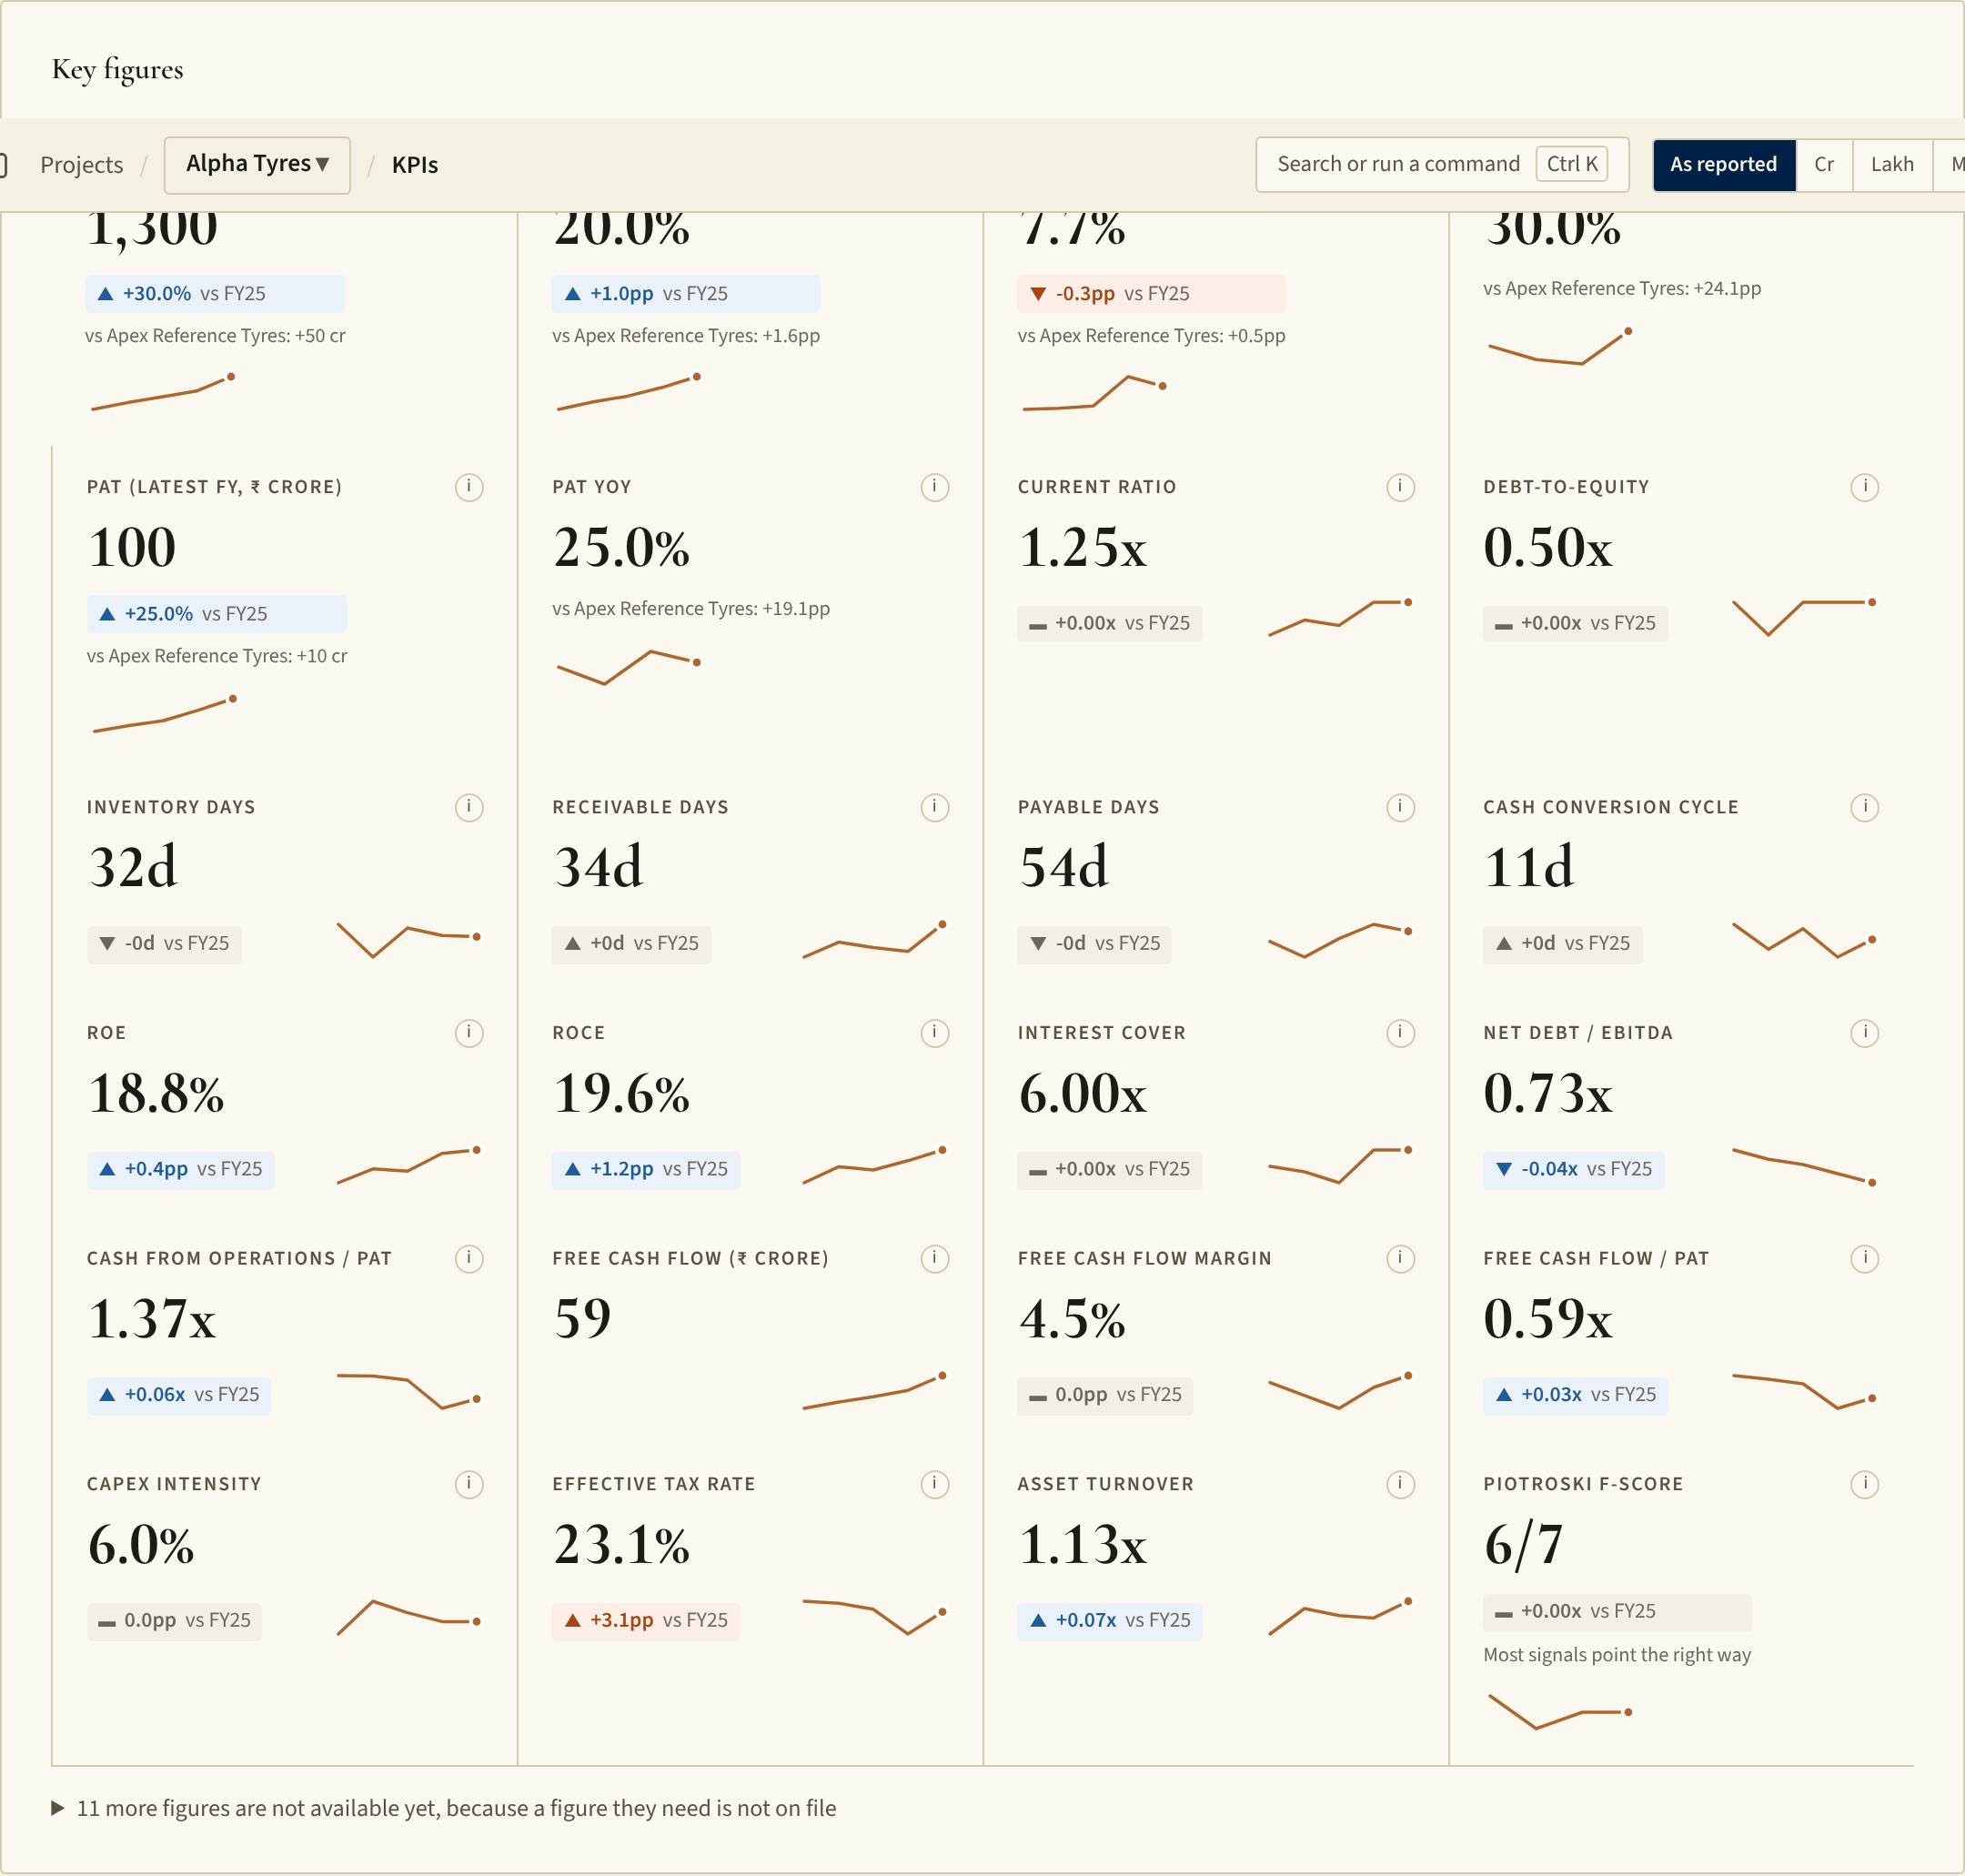 Key figures
Projects / Alpha Tyres ▼ / KPIs
Search or run a command Ctrl K
As reported Cr Lakh M
1,300 20.0% 7.7% 30.0%
▲ +30.0% vs FY25 ▲ +1.0pp vs FY25 ▼ -0.3pp vs FY25 vs Apex Reference Tyres: +24.1pp
vs Apex Reference Tyres: +50 cr vs Apex Reference Tyres: +1.6pp vs Apex Reference Tyres: +0.5pp
PAT (LATEST FY, ₹ CRORE) i PAT YOY i CURRENT RATIO i DEBT-TO-EQUITY i
100 25.0% 1.25x 0.50x
▲ +25.0% vs FY25 vs Apex Reference Tyres: +19.1pp ▬ +0.00x vs FY25 ▬ +0.00x vs FY25
vs Apex Reference Tyres: +10 cr
INVENTORY DAYS i RECEIVABLE DAYS i PAYABLE DAYS i CASH CONVERSION CYCLE i
32d 34d 54d 11d
▼ -0d vs FY25 ▲ +0d vs FY25 ▼ -0d vs FY25 ▲ +0d vs FY25
ROE i ROCE i INTEREST COVER i NET DEBT / EBITDA i
18.8% 19.6% 6.00x 0.73x
▲ +0.4pp vs FY25 ▲ +1.2pp vs FY25 ▬ +0.00x vs FY25 ▼ -0.04x vs FY25
CASH FROM OPERATIONS / PAT i FREE CASH FLOW (₹ CRORE) i FREE CASH FLOW MARGIN i FREE CASH FLOW / PAT i
1.37x 59 4.5% 0.59x
▲ +0.06x vs FY25 ▬ 0.0pp vs FY25 ▲ +0.03x vs FY25
CAPEX INTENSITY i EFFECTIVE TAX RATE i ASSET TURNOVER i PIOTROSKI F-SCORE i
6.0% 23.1% 1.13x 6/7
▬ 0.0pp vs FY25 ▲ +3.1pp vs FY25 ▲ +0.07x vs FY25 ▬ +0.00x vs FY25
Most signals point the right way
▶ 11 more figures are not available yet, because a figure they need is not on file